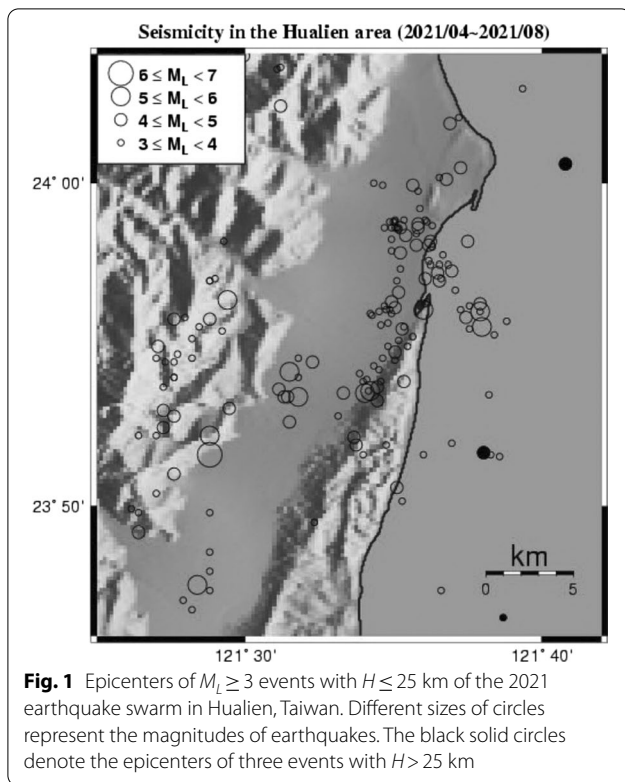 Seismicity in the Hualien area (2021/04~2021/08)
6 ≤ M_L < 7
5 ≤ M_L < 6
4 ≤ M_L < 5
3 ≤ M_L < 4
24° 00'
23° 50'
km
0 5
121° 30' 121° 40'
Fig. 1 Epicenters of M_L ≥ 3 events with H ≤ 25 km of the 2021
earthquake swarm in Hualien, Taiwan. Different sizes of circles
represent the magnitudes of earthquakes. The black solid circles
denote the epicenters of three events with H > 25 km